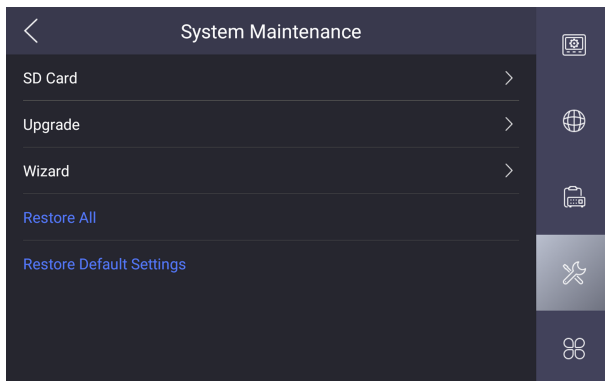 System Maintenance
SD Card
Upgrade
Wizard
Restore All
Restore Default Settings